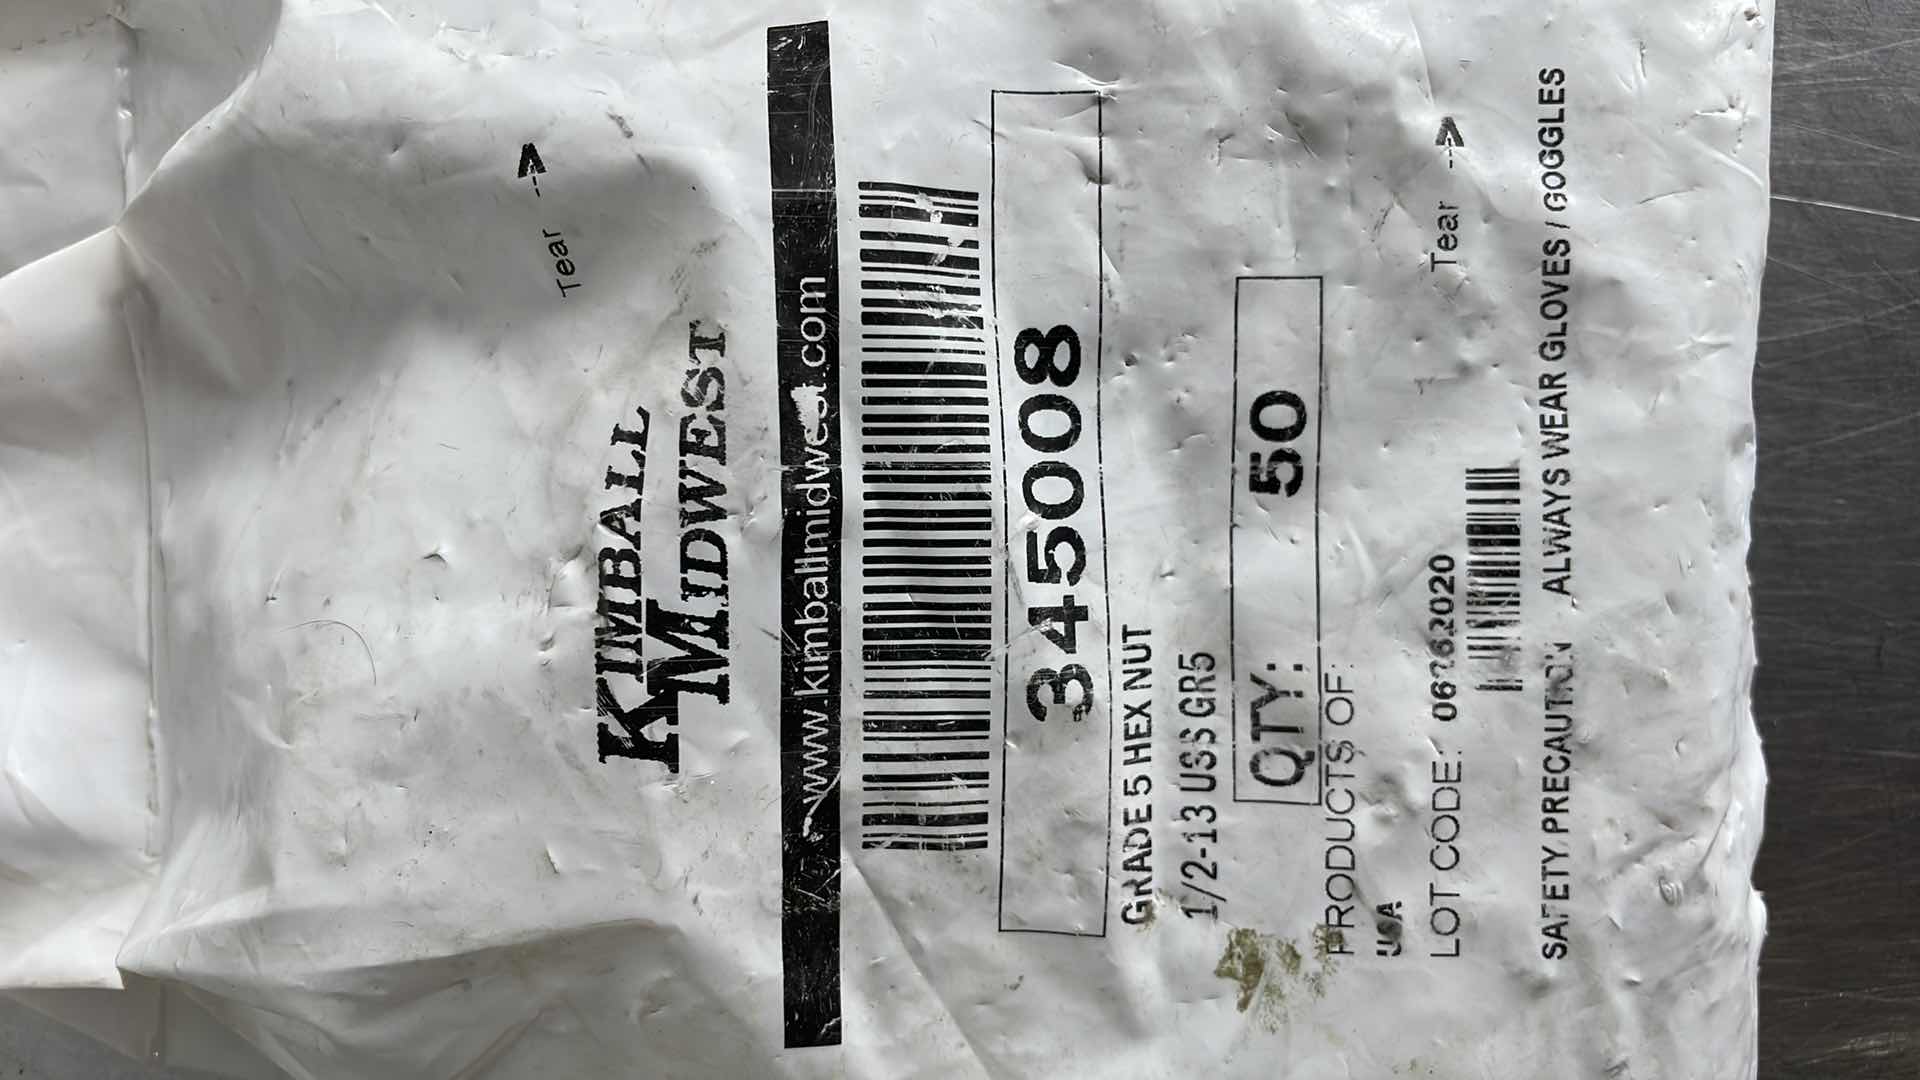 Tear -->
KIMBALL
MIDWEST
www.kimballmidwest.com
345008
GRADE 5 HEX NUT
1/2-13 USS GR5
QTY: 50
PRODUCTS OF:
USA
Tear -->
LOT CODE:
SAFETY PRECAUTION ALWAYS WEAR GLOVES / GOGGLES